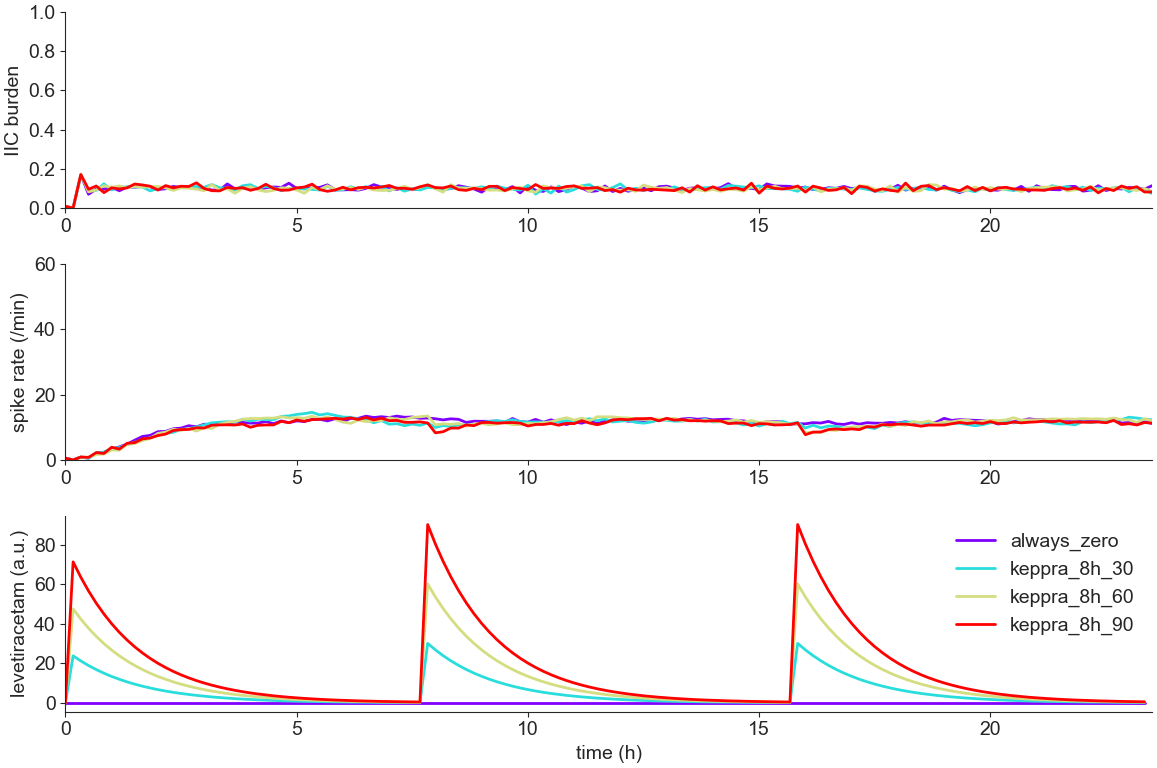 IIC burden
1.0
0.8
0.6
0.4
0.2
0.0
0 5 10 15 20
spike rate (/min)
60
40
20
0
0 5 10 15 20
levetiracetam (a.u.)
80
60
40
20
0
always_zero
keppra_8h_30
keppra_8h_60
keppra_8h_90
0 5 10 15 20
time (h)